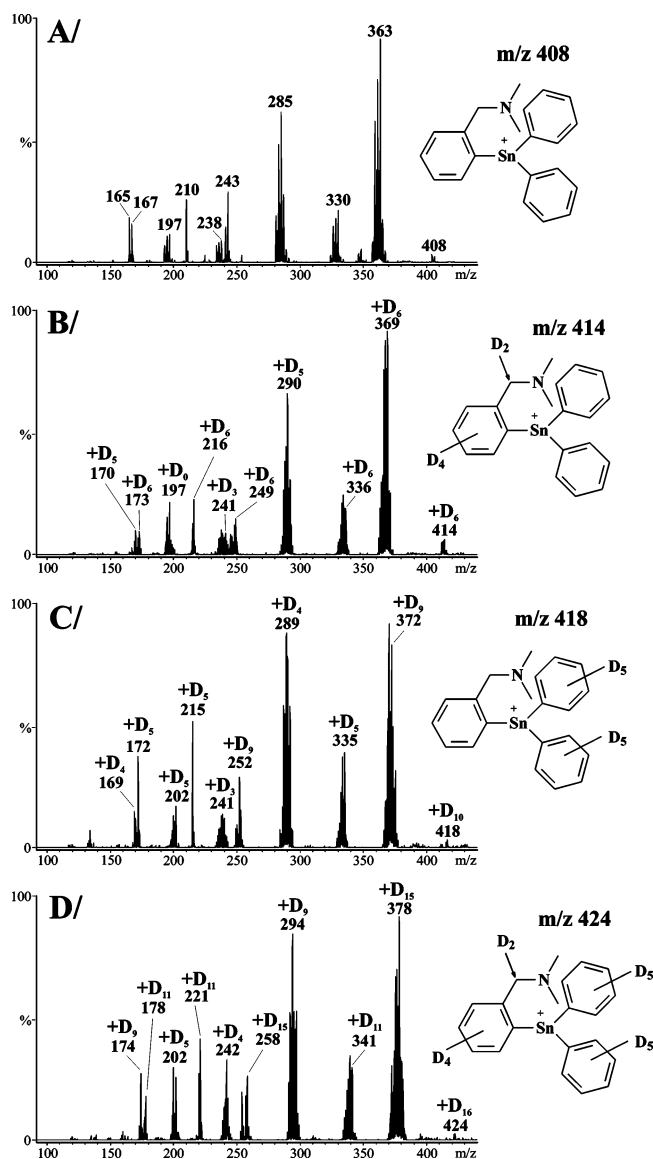 A/
100
%
0
165
167
197
210
238
243
285
330
363
408
100 150 200 250 300 350 400 m/z
m/z 408
N
+
Sn
B/
100
%
0
+D5
170
+D6
173
+D0
197
+D6
216
+D3
241
+D6
249
+D5
290
+D6
336
+D6
369
+D6
414
100 150 200 250 300 350 400 m/z
m/z 414
D2
N
+
Sn
D4
C/
100
%
0
+D4
169
+D5
172
+D5
202
+D5
215
+D3
241
+D9
252
+D4
289
+D5
335
+D9
372
+D10
418
100 150 200 250 300 350 400 m/z
m/z 418
N
D5
+
Sn
D5
D/
100
%
0
+D9
174
+D11
178
+D5
202
+D11
221
+D4
242
+D15
258
+D9
294
+D11
341
+D15
378
+D16
424
100 150 200 250 300 350 400 m/z
m/z 424
D2
N
D5
+
Sn
D4
D5